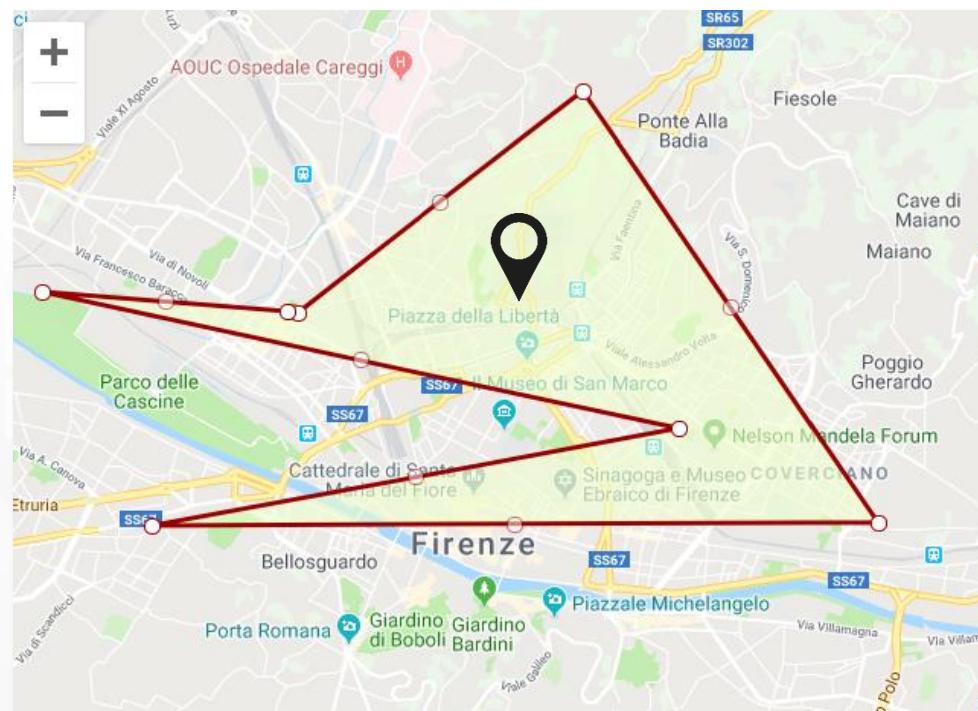 ci
SR65
SR302
+
AOUC Ospedale Careggi
H
Fiesole
Viale XI Agosto
Ponte Alla
Badia
−
Cave di
Maiano
Via Faentina
Via S. Domenico
Maiano
Via di Novoli
Via Francesco Baracca
Piazza della Libertà
Viale Alessandro Volta
Poggio
Gherardo
Parco delle
Cascine
SS67
Il Museo di San Marco
SS67
Nelson Mandela Forum
Via A. Canova
Cattedrale di Santa
Maria del Fiore
Sinagoga e Museo
Ebraico di Firenze
COVERCIANO
Etruria
SS67
Firenze
Bellosguardo
SS67
SS67
Piazzale Michelangelo
Via di Scandicci
Porta Romana
Giardino
di Boboli
Giardino
Bardini
Via Villamagna
Via Villam
Viale Galileo
Polo